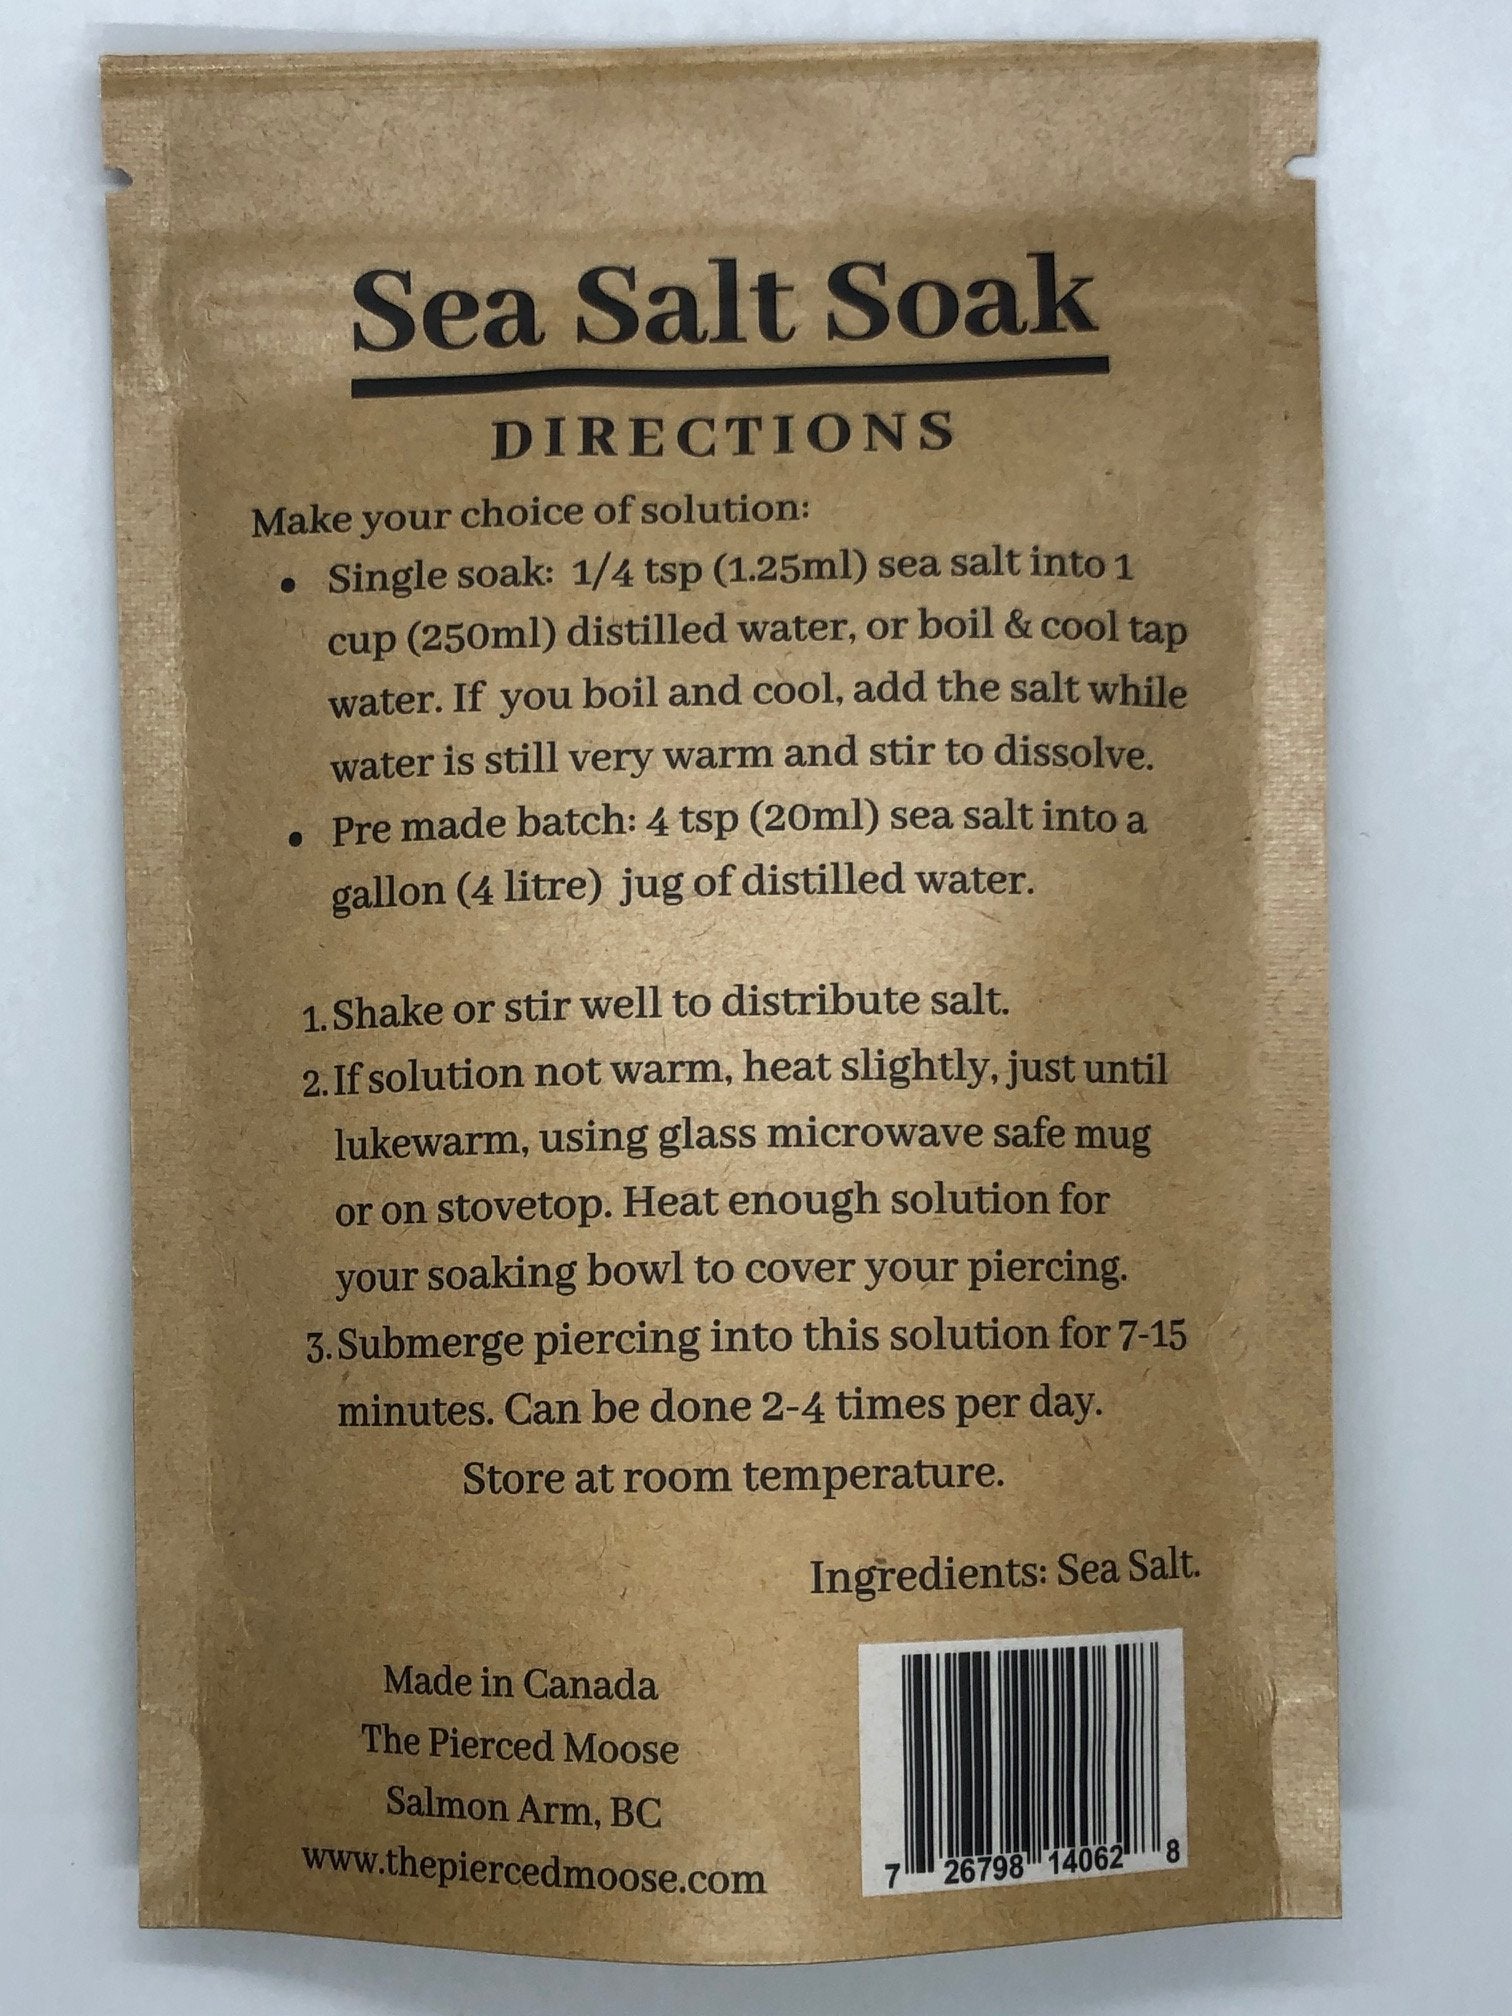 Sea Salt Soak
DIRECTIONS
Make your choice of solution:
• Single soak: 1/4 tsp (1.25ml) sea salt into 1
cup (250ml) distilled water, or boil & cool tap
water. If you boil and cool, add the salt while
water is still very warm and stir to dissolve.
• Pre made batch: 4 tsp (20ml) sea salt into a
gallon (4 litre) jug of distilled water.
1. Shake or stir well to distribute salt.
2. If solution not warm, heat slightly, just until
lukewarm, using glass microwave safe mug
or on stovetop. Heat enough solution for
your soaking bowl to cover your piercing.
3. Submerge piercing into this solution for 7-15
minutes. Can be done 2-4 times per day.
Store at room temperature.
Ingredients: Sea Salt.
Made in Canada
The Pierced Moose
Salmon Arm, BC
www.thepiercedmoose.com
7 26798 14062 8